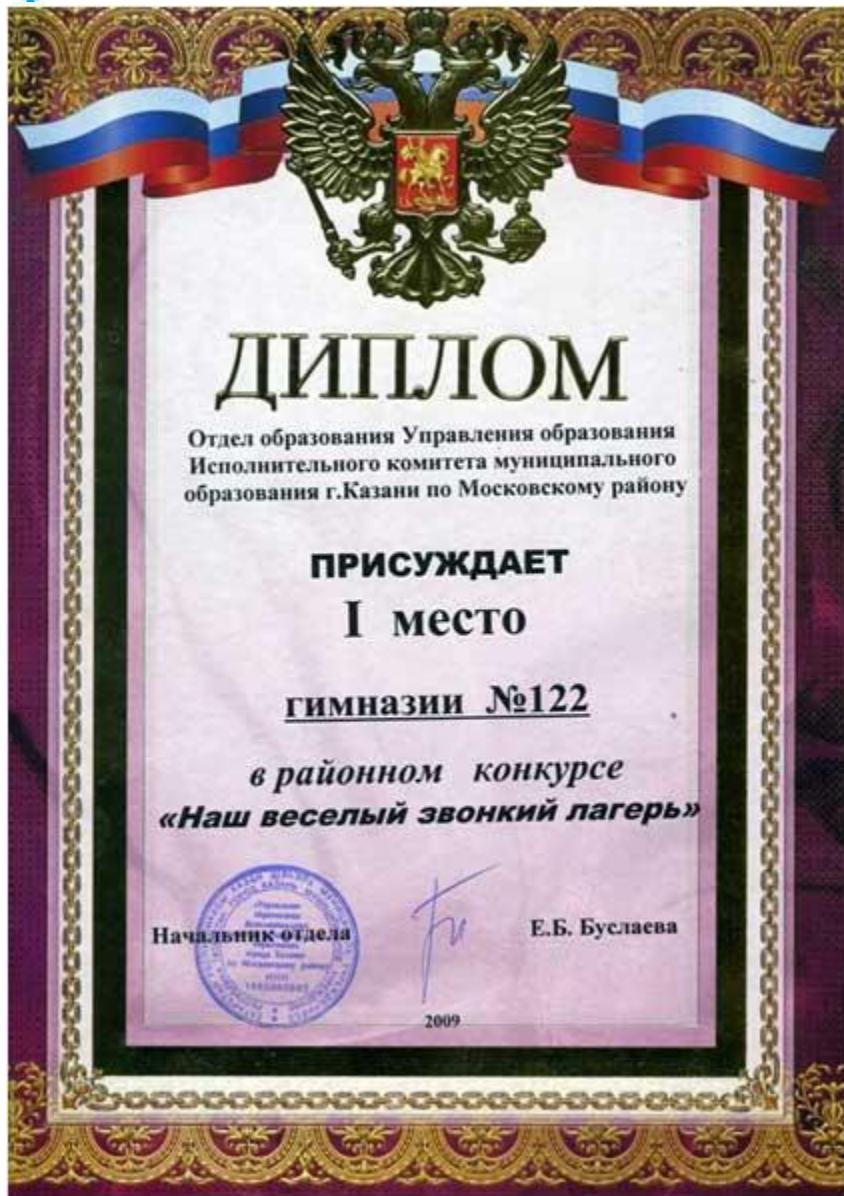 ДИПЛОМ
Отдел образования Управления образования
Исполнительного комитета муниципального
образования г.Казани по Московскому району
ПРИСУЖДАЕТ
I место
гимназии №122
в районном конкурсе
«Наш веселый звонкий лагерь»
Начальник отдела
Е.Б. Буслаева
2009